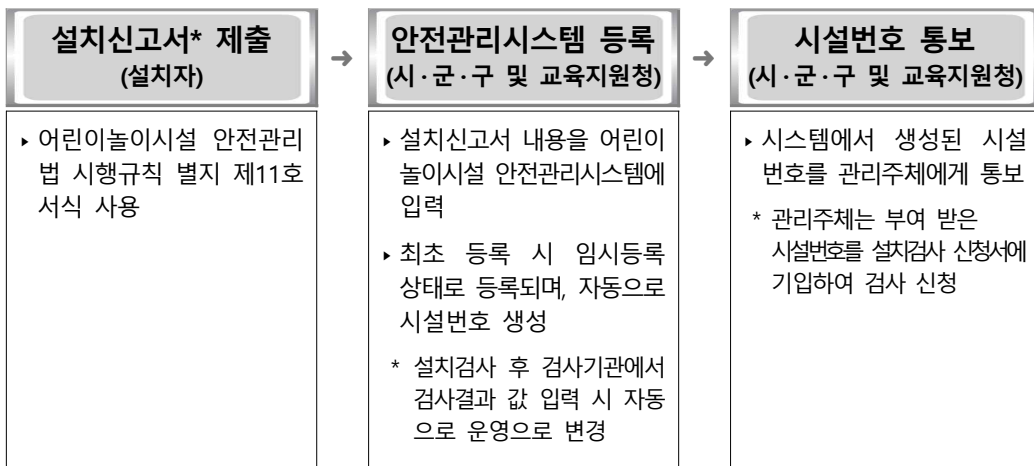 설치신고서* 제출
(설치자)
▸ 어린이놀이시설 안전관리
법 시행규칙 별지 제11호
서식 사용
➜
안전관리시스템 등록
(시·군·구 및 교육지원청)
▸ 설치신고서 내용을 어린이
놀이시설 안전관리시스템에
입력
▸ 최초 등록 시 임시등록
상태로 등록되며, 자동으로
시설번호 생성
* 설치검사 후 검사기관에서
검사결과 값 입력 시 자동
으로 운영으로 변경
➜
시설번호 통보
(시·군·구 및 교육지원청)
▸ 시스템에서 생성된 시설
번호를 관리주체에게 통보
* 관리주체는 부여 받은
시설번호를 설치검사 신청서에
기입하여 검사 신청